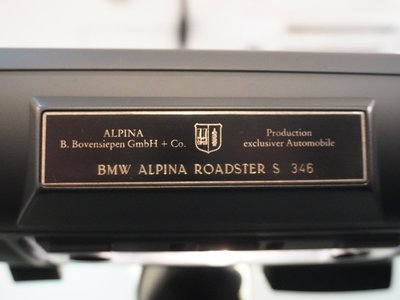 ALPINA
B. Bovensiepen GmbH + Co.
Production
exclusiver Automobile
BMW ALPINA ROADSTER S 346